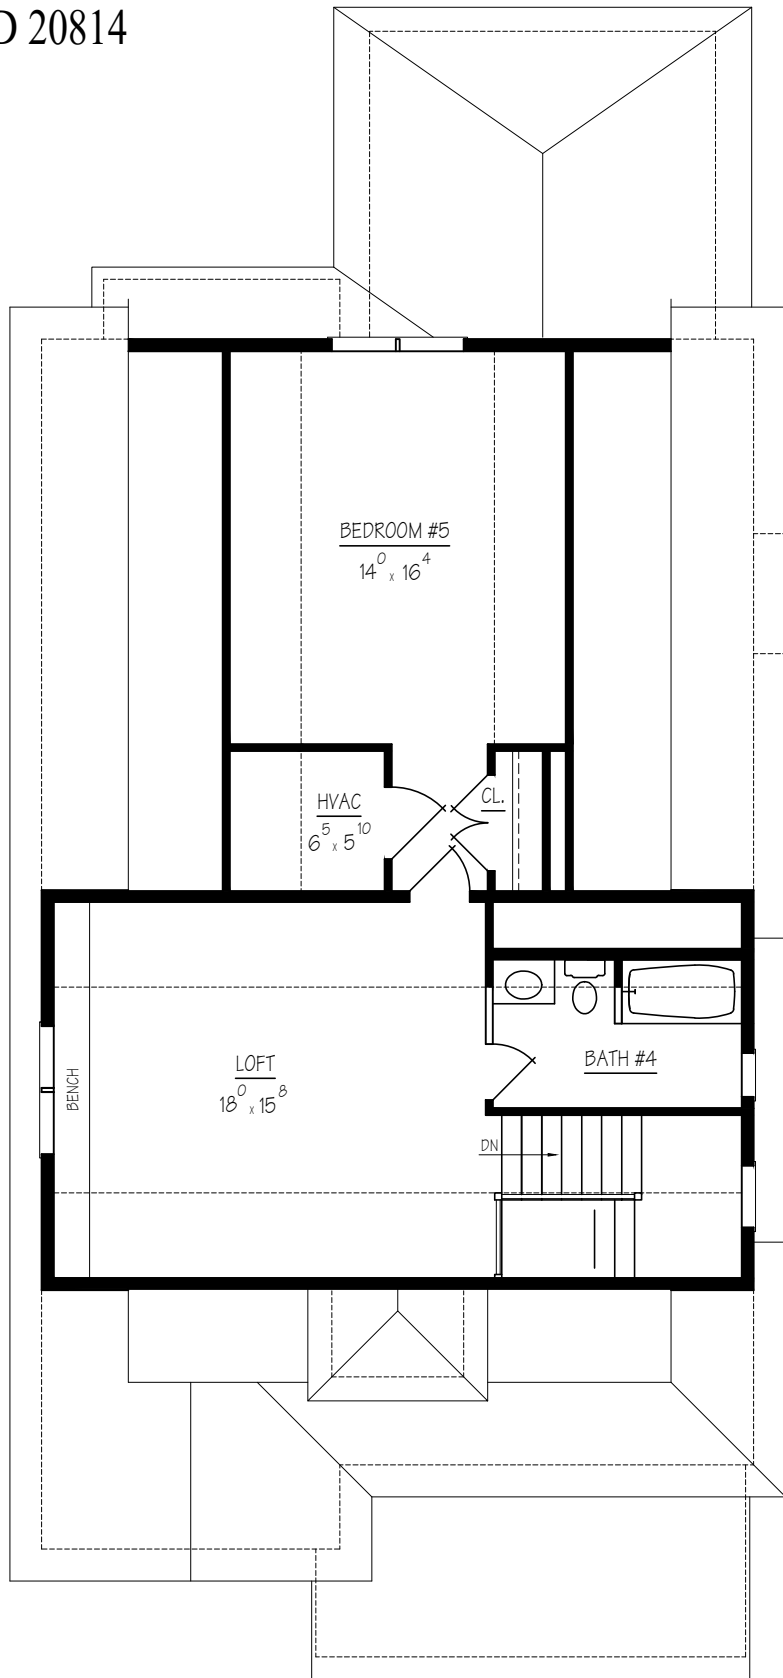 D 20814
BEDROOM #5
14⁰ x 16⁴
HVAC
6⁵ x 5¹⁰
CL.
LOFT
18⁰ x 15⁸
BENCH
BATH #4
DN